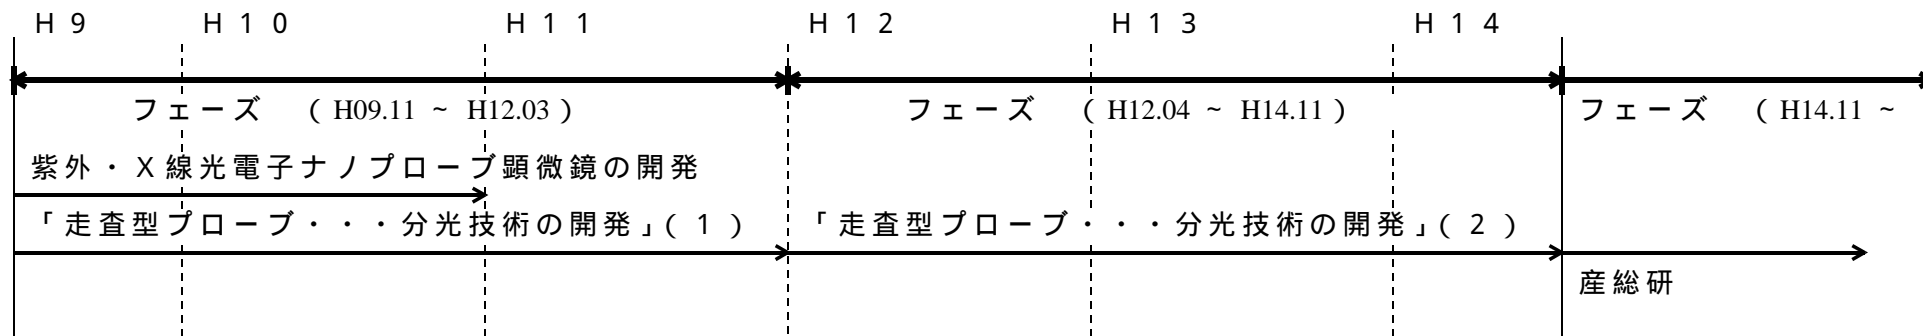 H9 H10 H11 H12 H13 H14
フェーズ （H09.11 ~ H12.03） フェーズ （H12.04 ~ H14.11） フェーズ （H14.11 ~
紫外・X線光電子ナノプローブ顕微鏡の開発
「走査型プローブ・・・分光技術の開発」(1) 「走査型プローブ・・・分光技術の開発」(2)
産総研